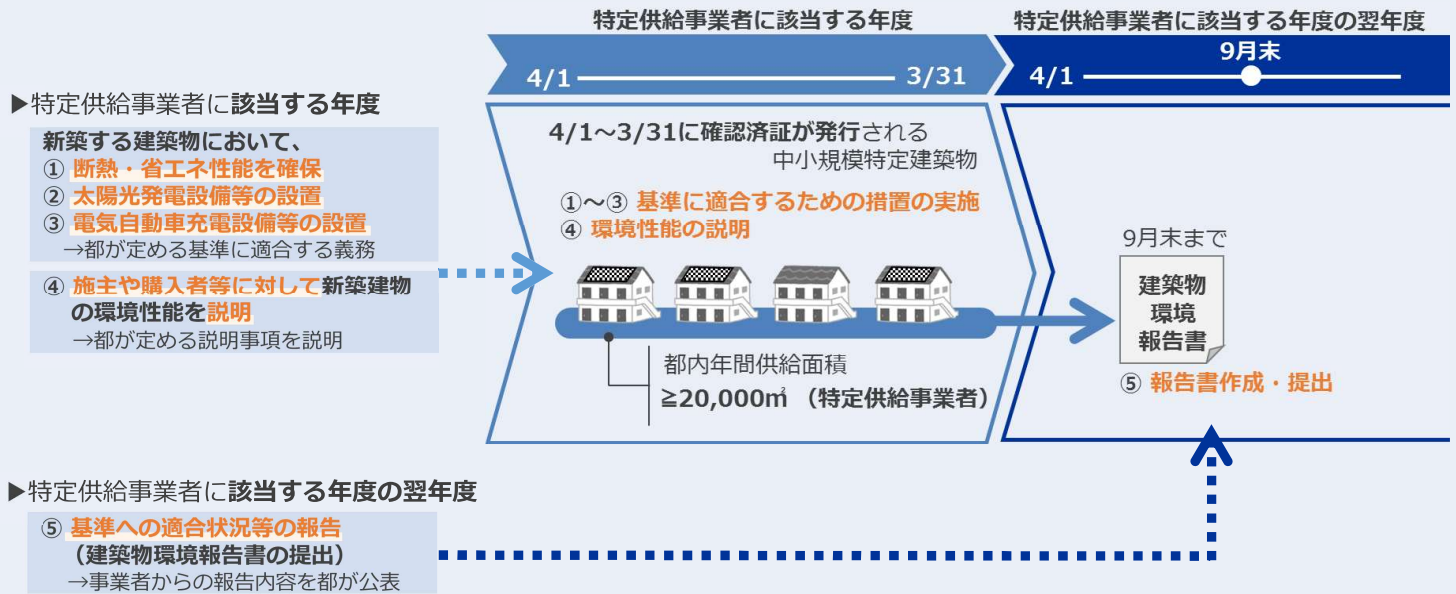 特定供給事業者に該当する年度
特定供給事業者に該当する年度の翌年度
4/1
3/31
4/1
9月末
▶特定供給事業者に該当する年度
新築する建築物において、
① 断熱・省エネ性能を確保
② 太陽光発電設備等の設置
③ 電気自動車充電設備等の設置
→都が定める基準に適合する義務
④ 施主や購入者等に対して新築建物
の環境性能を説明
→都が定める説明事項を説明
4/1～3/31に確認済証が発行される
中小規模特定建築物
①～③ 基準に適合するための措置の実施
④ 環境性能の説明
都内年間供給面積
≧20,000㎡（特定供給事業者）
9月末まで
建築物
環境
報告書
⑤ 報告書作成・提出
▶特定供給事業者に該当する年度の翌年度
⑤ 基準への適合状況等の報告
（建築物環境報告書の提出）
→事業者からの報告内容を都が公表